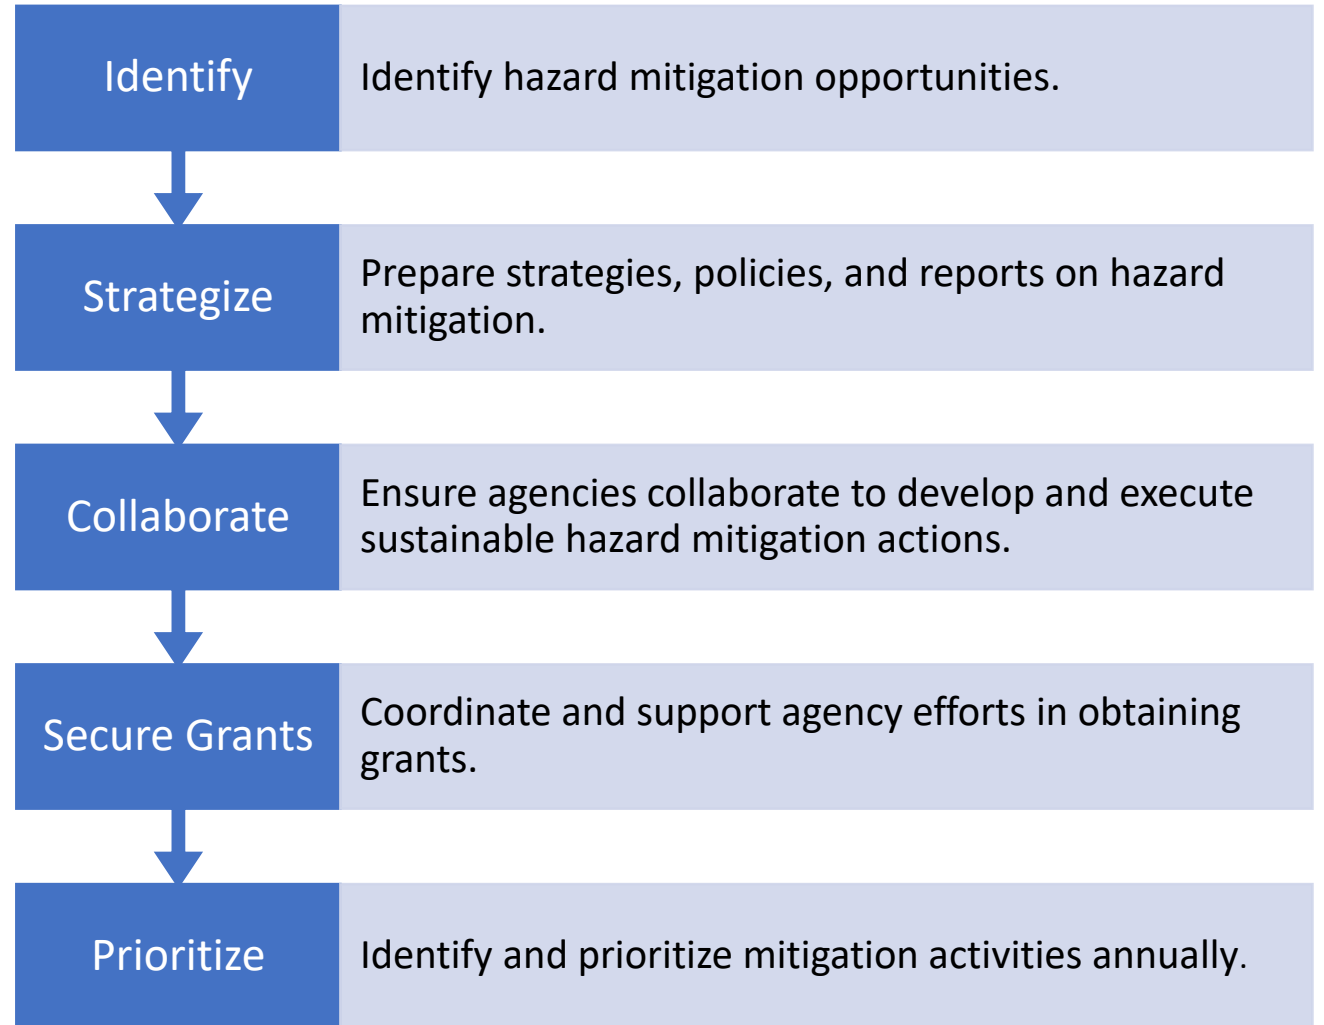 Identify
Identify hazard mitigation opportunities.
Strategize
Prepare strategies, policies, and reports on hazard
mitigation.
Collaborate
Ensure agencies collaborate to develop and execute
sustainable hazard mitigation actions.
Secure Grants
Coordinate and support agency efforts in obtaining
grants.
Prioritize
Identify and prioritize mitigation activities annually.